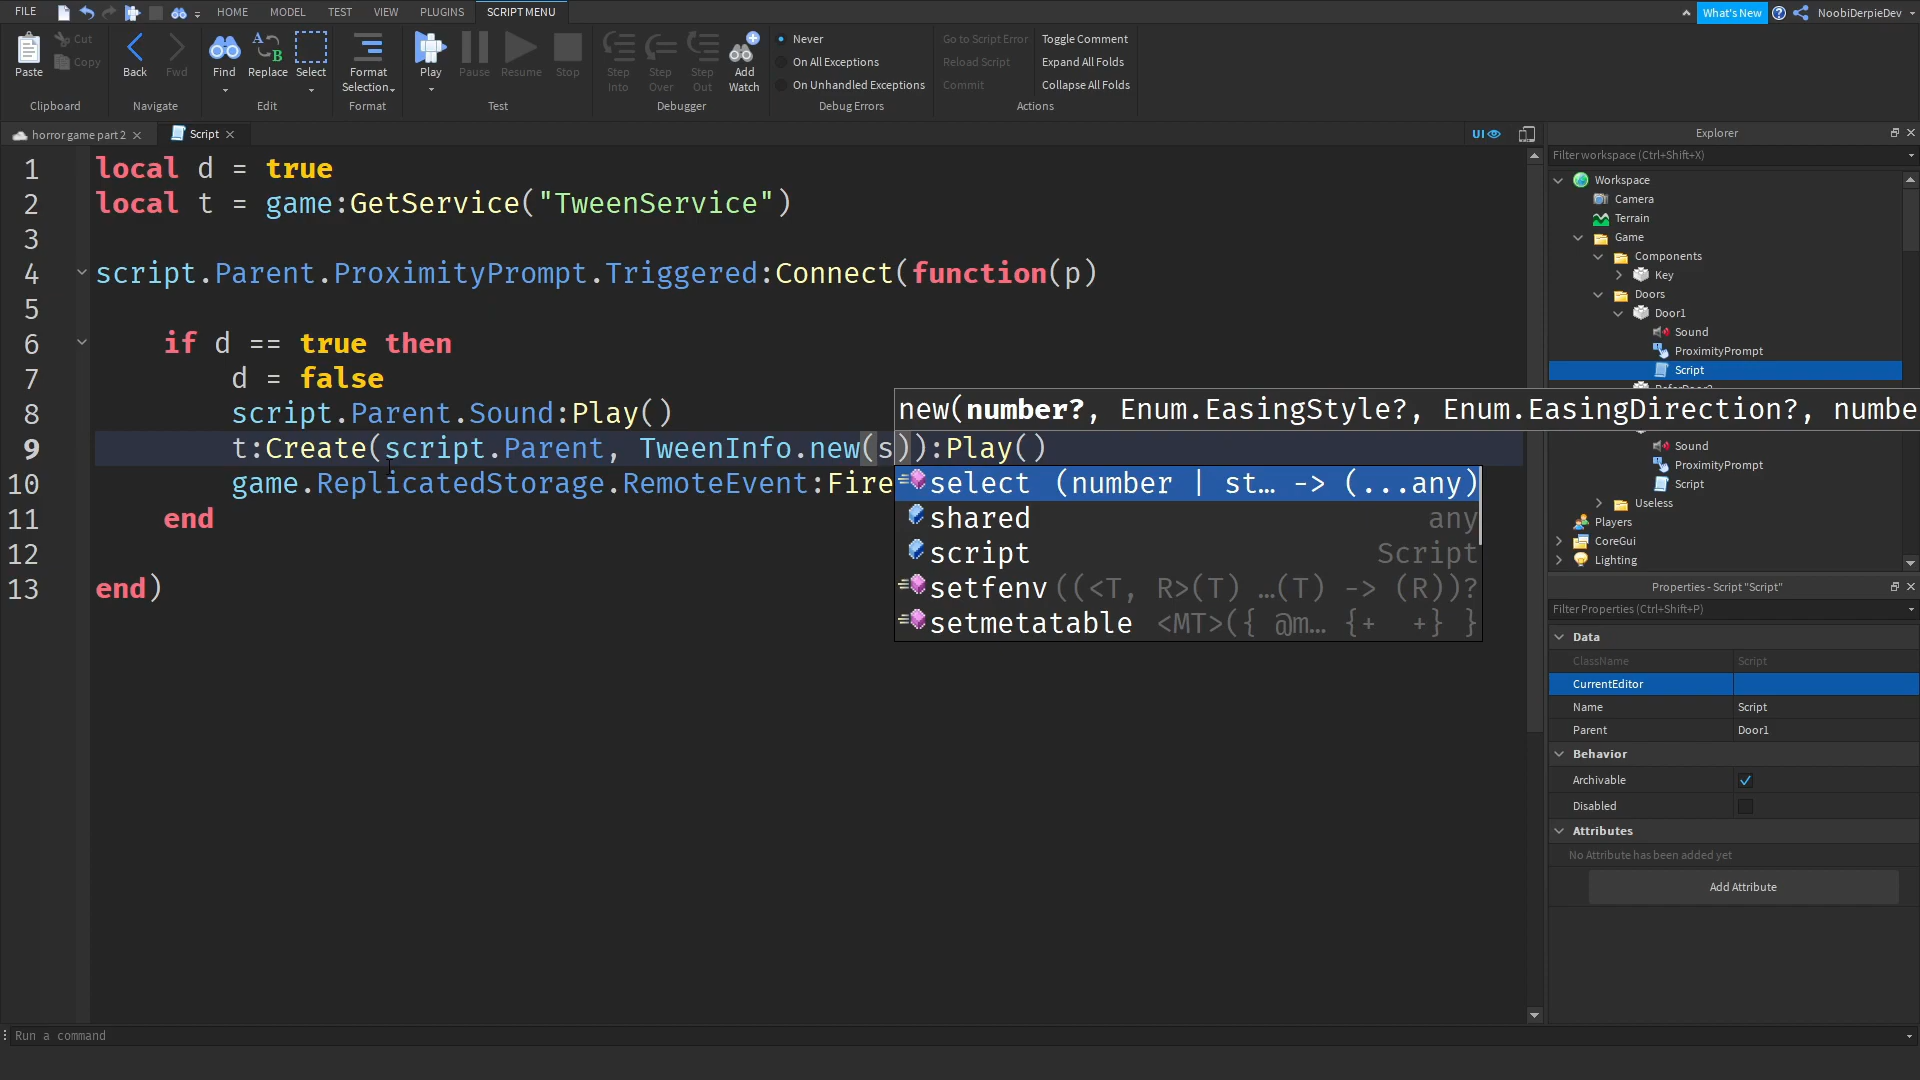 FILE HOME MODEL TEST VIEW PLUGINS SCRIPT MENU What's New NoobiDerpieDev
Paste Cut Copy Clipboard
Back Fwd Navigate
Find Replace Select Edit
Format Selection Format
Play Pause Resume Stop Test
Step Into Step Over Step Out Add Watch Debugger
Never
On All Exceptions
On Unhandled Exceptions
Debug Errors
Go to Script Error Toggle Comment
Reload Script Expand All Folds
Commit Collapse All Folds
Actions
horror game part 2 Script UI
1 local d = true
2 local t = game:GetService("TweenService")
3
4 script.Parent.ProximityPrompt.Triggered:Connect(function(p)
5
6 if d == true then
7 d = false
8 script.Parent.Sound:Play()
9 t:Create(script.Parent, TweenInfo.new(s)):Play()
10 game.ReplicatedStorage.RemoteEvent:Fire
11 end
12
13 end)
new(number?, Enum.EasingStyle?, Enum.EasingDirection?, numbe
select (number | st… -> (...any)
shared any
script Script
setfenv ((<T, R>(T) …(T) -> (R))?
setmetatable <MT>({ @m… {+ +} }
Explorer
Filter workspace (Ctrl+Shift+X)
Workspace
Camera
Terrain
Game
Components
Key
Doors
Door1
Sound
ProximityPrompt
Script
Sound
ProximityPrompt
Script
Useless
Players
CoreGui
Lighting
Properties - Script "Script"
Filter Properties (Ctrl+Shift+P)
Data
ClassName Script
CurrentEditor
Name Script
Parent Door1
Behavior
Archivable
Disabled
Attributes
No Attribute has been added yet
Add Attribute
Run a command